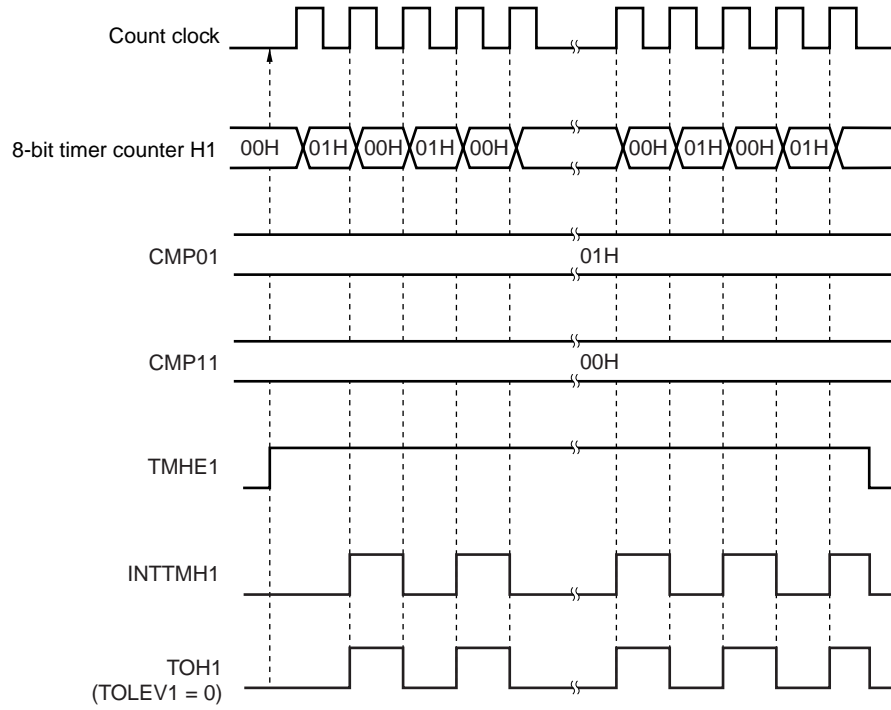 Count clock
8-bit timer counter H1 00H 01H 00H 01H 00H 00H 01H 00H 01H
CMP01 01H
CMP11 00H
TMHE1
INTTMH1
TOH1
(TOLEV1 = 0)